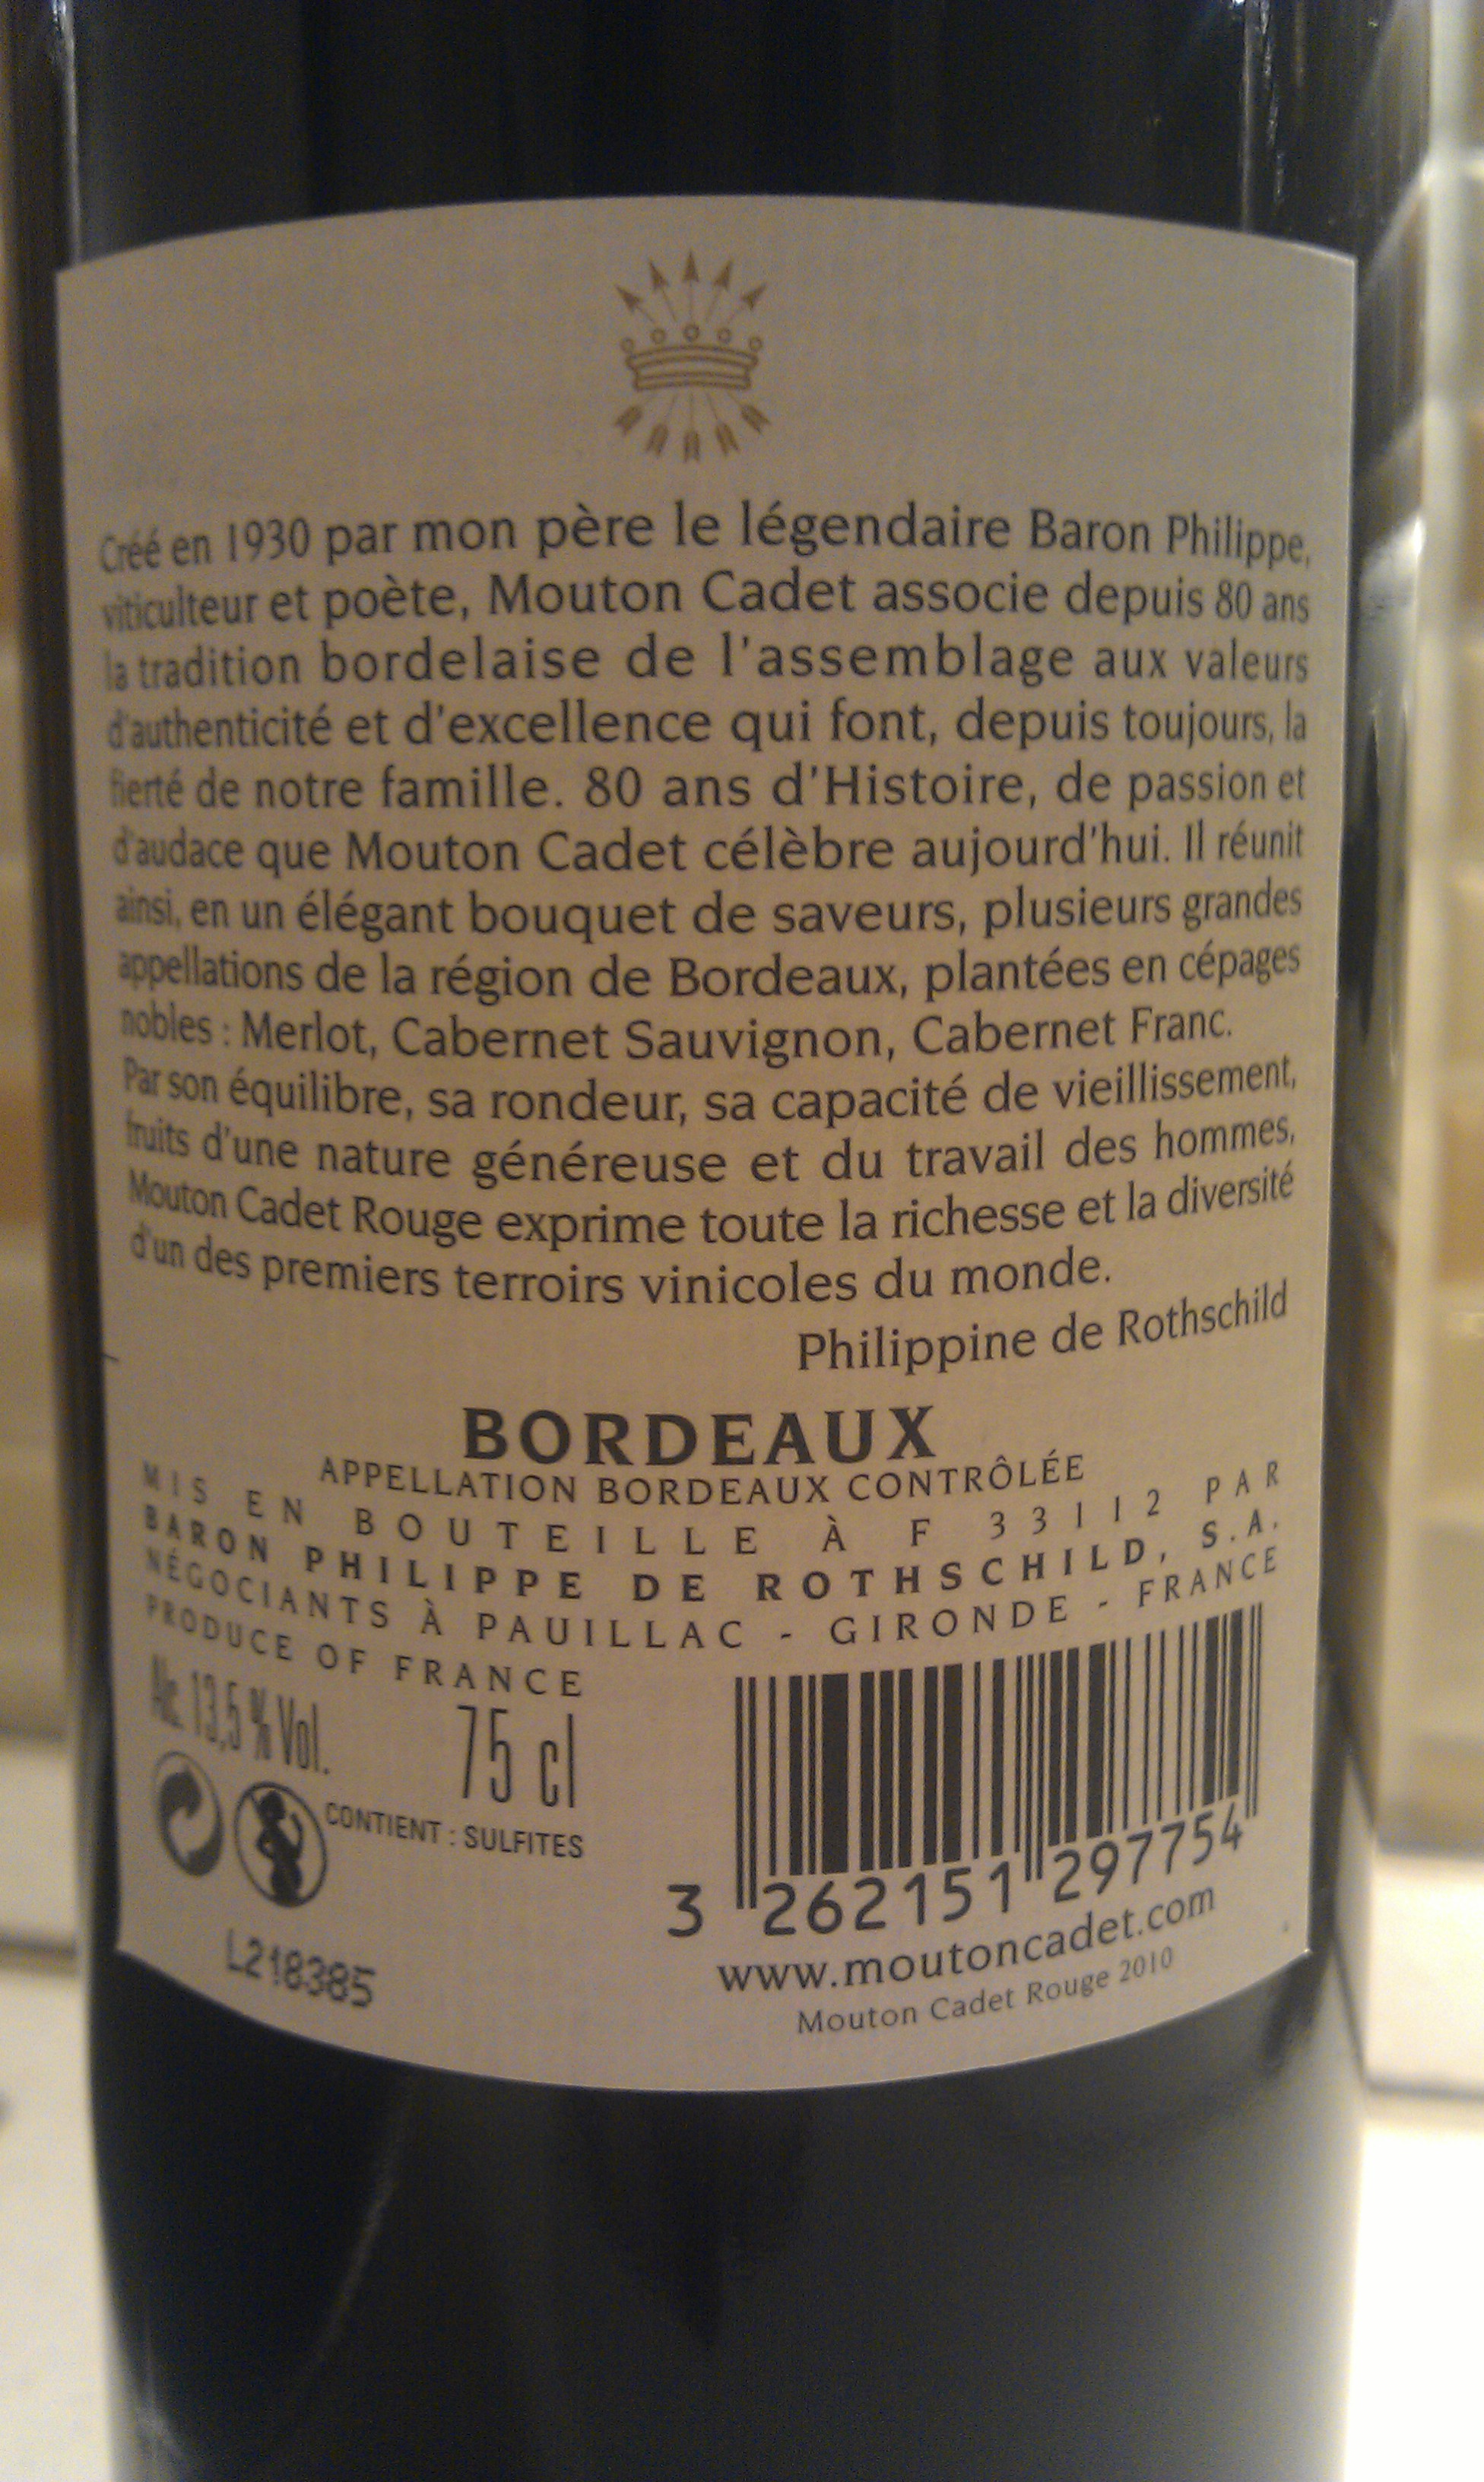 Créé en 1930 par mon père le légendaire Baron Philippe,
viticulteur et poète, Mouton Cadet associe depuis 80 ans
la tradition bordelaise de l'assemblage aux valeurs
d'authenticité et d'excellence qui font, depuis toujours, la
fierté de notre famille. 80 ans d'Histoire, de passion et
d'audace que Mouton Cadet célèbre aujourd'hui. Il réunit
ainsi, en un élégant bouquet de saveurs, plusieurs grandes
appellations de la région de Bordeaux, plantées en cépages
nobles : Merlot, Cabernet Sauvignon, Cabernet Franc.
Par son équilibre, sa rondeur, sa capacité de vieillissement,
fruits d'une nature généreuse et du travail des hommes,
Mouton Cadet Rouge exprime toute la richesse et la diversité
d'un des premiers terroirs vinicoles du monde.
Philippine de Rothschild
BORDEAUX
APPELLATION BORDEAUX CONTRÔLÉE
MIS EN BOUTEILLE À F 33112 PAR
BARON PHILIPPE DE ROTHSCHILD, S.A.
NÉGOCIANTS À PAUILLAC - GIRONDE - FRANCE
PRODUCE OF FRANCE
Alc. 13,5 % Vol.
75 cl
CONTIENT : SULFITES
L218385
3 262151 297754
www.moutoncadet.com
Mouton Cadet Rouge 2010